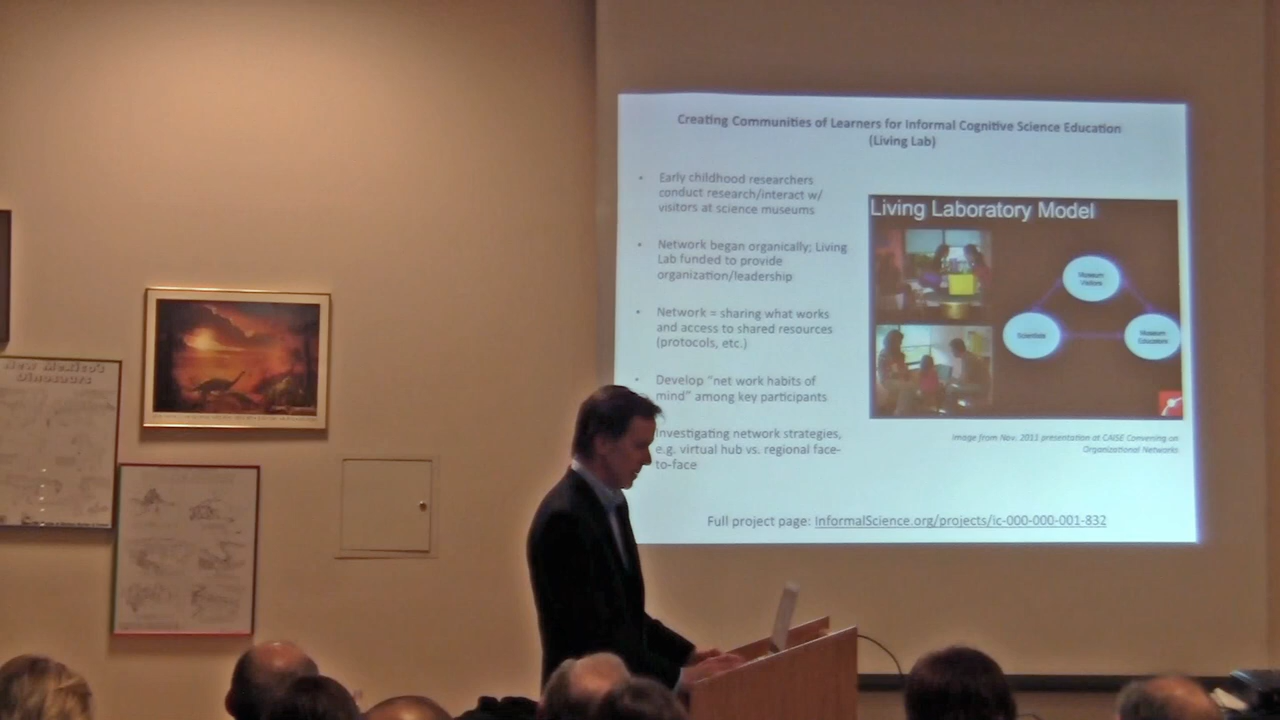 Creating Communities of Learners for Informal Cognitive Science Education
(Living Lab)
• Early childhood researchers
conduct research/interact w/
visitors at science museums
• Network began organically; Living
Lab funded to provide
organization/leadership
• Network = sharing what works
and access to shared resources
(protocols, etc.)
• Develop "net work habits of
mind" among key participants
Investigating network strategies,
e.g. virtual hub vs. regional face-
to-face
Living Laboratory Model
Museum
Visitors
Scientists
Museum
Educators
Image from Nov. 2013 presentation at CAISE Convening on
Organizational Networks
Full project page: InformalScience.org/projects/ic-000-000-001-832
New Mexico's
Dinosaurs